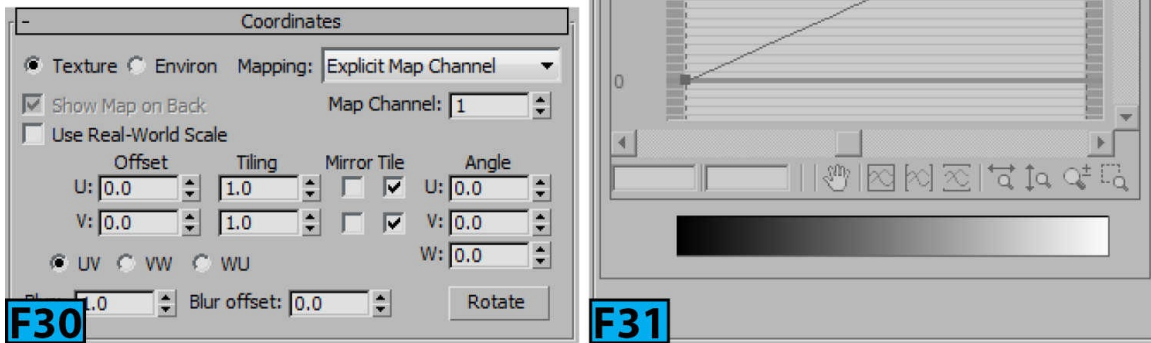 - Coordinates
Texture Environ Mapping: Explicit Map Channel
Show Map on Back Map Channel: 1
Use Real-World Scale
Offset Tiling Mirror Tile Angle
U: 0.0 1.0 U: 0.0
V: 0.0 1.0 V: 0.0
W: 0.0
UV VW WU
1.0 Blur offset: 0.0 Rotate
F30
0
F31